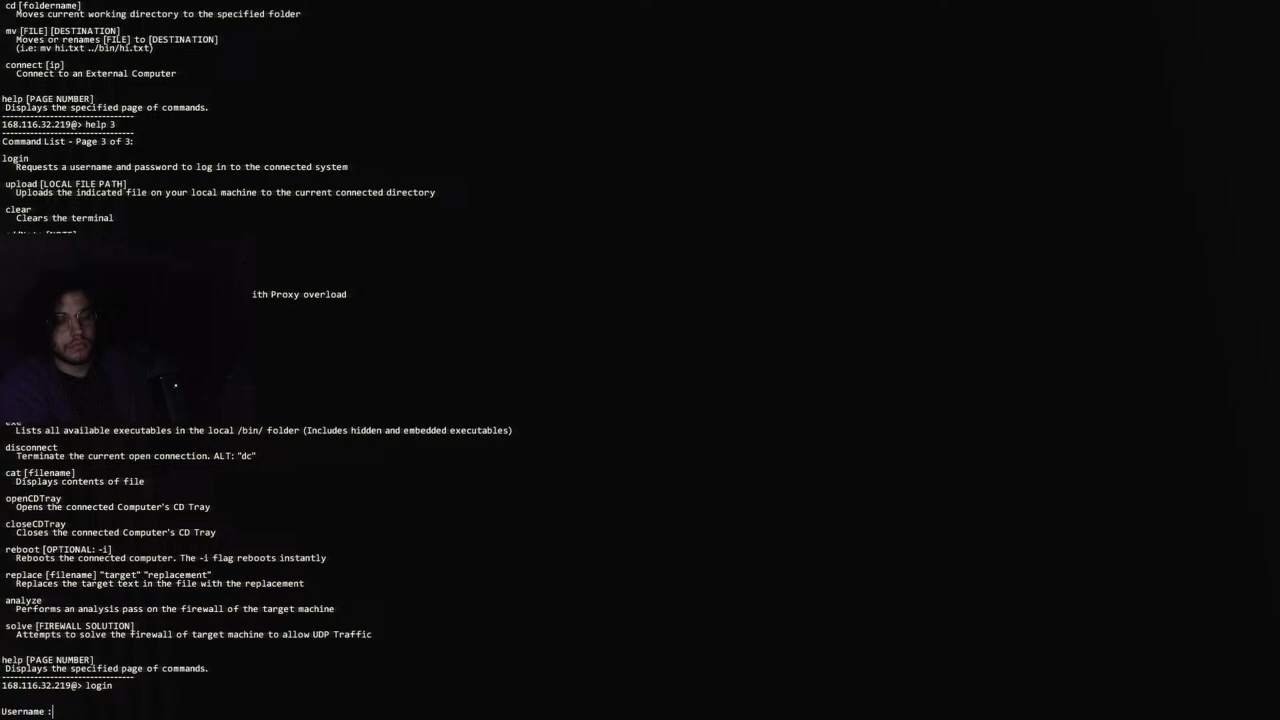 cd [foldername]
Moves current working directory to the specified folder
mv [FILE] [DESTINATION]
Moves or renames [FILE] to [DESTINATION]
(i.e: mv hi.txt ../bin/hi.txt)
connect [ip]
Connect to an External Computer
help [PAGE NUMBER]
Displays the specified page of commands.
---------------------------------
168.116.32.219@> help 3
---------------------------------
Command List - Page 3 of 3:
login
Requests a username and password to log in to the connected system
upload [LOCAL FILE PATH]
Uploads the indicated file on your local machine to the current connected directory
clear
Clears the terminal
[NOTE]
ith Proxy overload
exe
Lists all available executables in the local /bin/ folder (Includes hidden and embedded executables)
disconnect
Terminate the current open connection. ALT: "dc"
cat [filename]
Displays contents of file
openCDTray
Opens the connected Computer's CD Tray
closeCDTray
Closes the connected Computer's CD Tray
reboot [OPTIONAL: -i]
Reboots the connected computer. The -i flag reboots instantly
replace [filename] "target" "replacement"
Replaces the target text in the file with the replacement
analyze
Performs an analysis pass on the firewall of the target machine
solve [FIREWALL SOLUTION]
Attempts to solve the firewall of target machine to allow UDP Traffic
help [PAGE NUMBER]
Displays the specified page of commands.
---------------------------------
168.116.32.219@> login
Username :